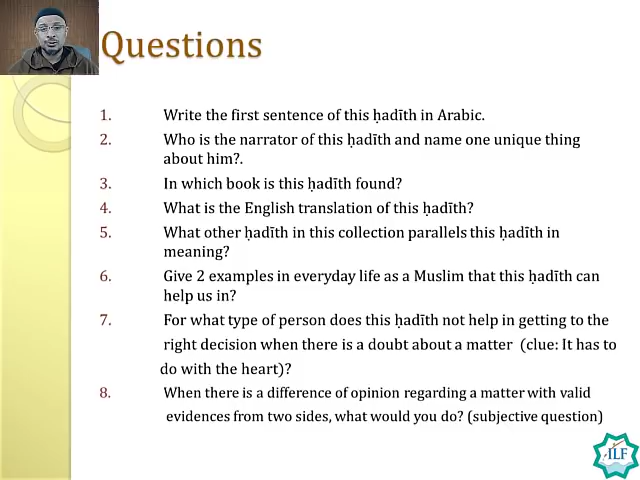 Questions
1. Write the first sentence of this ḥadīth in Arabic.
2. Who is the narrator of this ḥadīth and name one unique thing
about him?.
3. In which book is this ḥadīth found?
4. What is the English translation of this ḥadīth?
5. What other ḥadīth in this collection parallels this ḥadīth in
meaning?
6. Give 2 examples in everyday life as a Muslim that this ḥadīth can
help us in?
7. For what type of person does this ḥadīth not help in getting to the
right decision when there is a doubt about a matter (clue: It has to
do with the heart)?
8. When there is a difference of opinion regarding a matter with valid
evidences from two sides, what would you do? (subjective question)
ILF